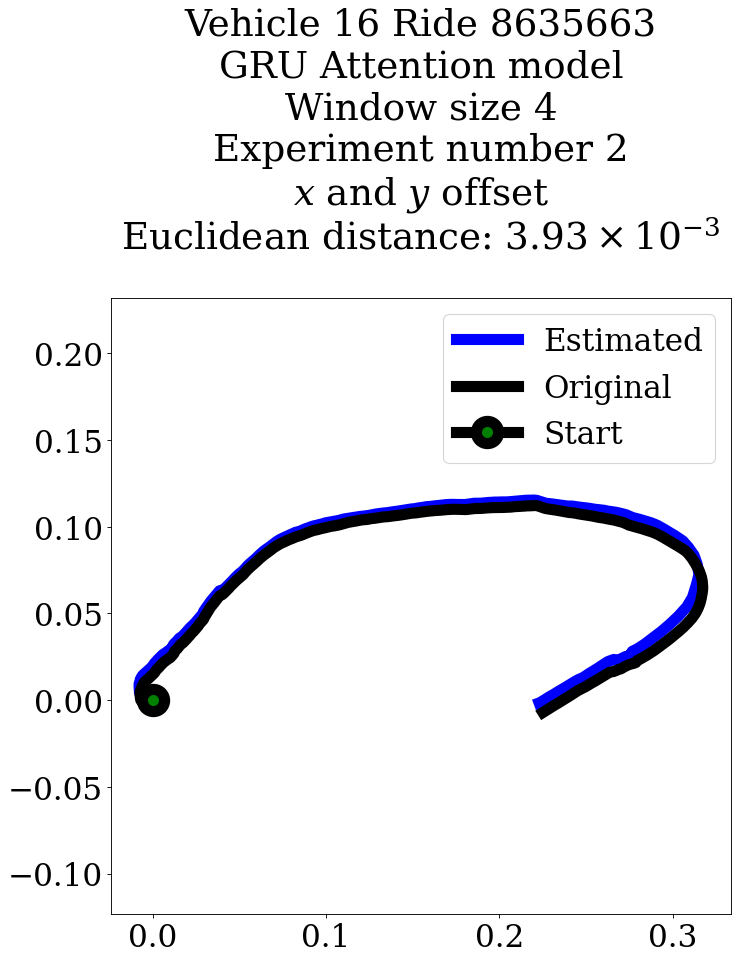 Vehicle 16 Ride 8635663
GRU Attention model
Window size 4
Experiment number 2
x and y offset
Euclidean distance: 3.93 × 10⁻³
Estimated
Original
Start
0.20
0.15
0.10
0.05
0.00
−0.05
−0.10
0.0 0.1 0.2 0.3